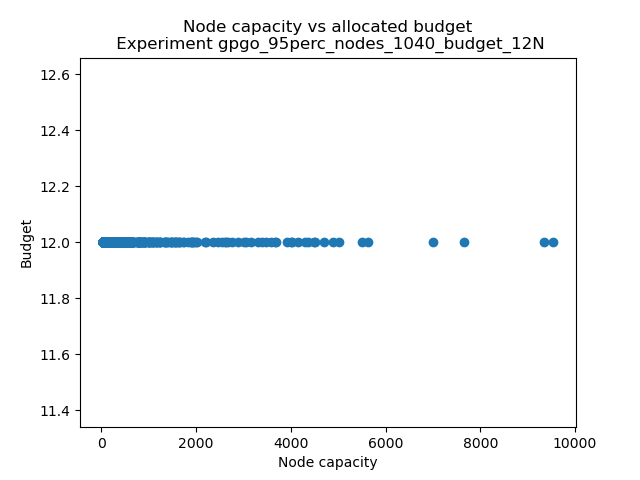 Node capacity vs allocated budget
Experiment gpgo_95perc_nodes_1040_budget_12N
12.6
12.4
12.2
12.0
11.8
11.6
11.4
Budget
0 2000 4000 6000 8000 10000
Node capacity